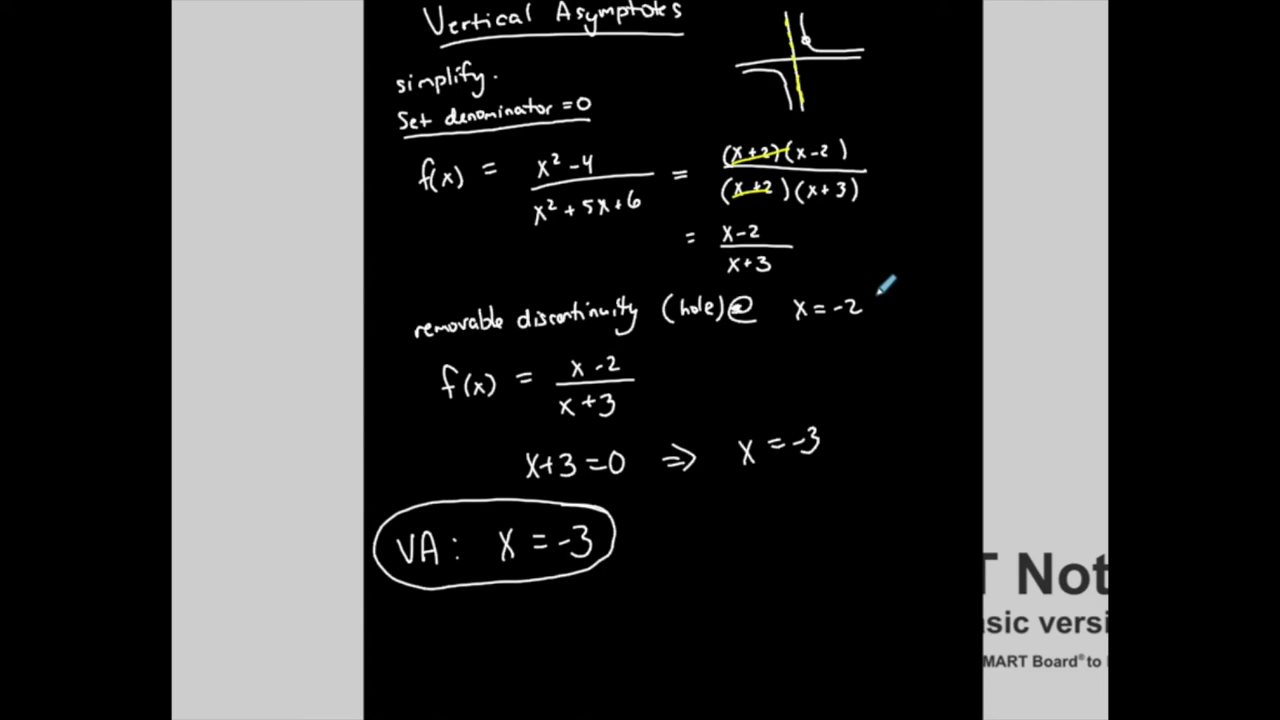 Vertical Asymptotes
simplify.
Set denominator = 0
f(x) = x² - 4 / x² + 5x + 6 = (x+2)(x-2) / (x+2)(x+3)
= x-2 / x+3
removable discontinuity (hole) @ x = -2
f(x) = x-2 / x+3
x+3 = 0 ⇒ x = -3
VA: x = -3
T Not
asic versi
MART Board® to